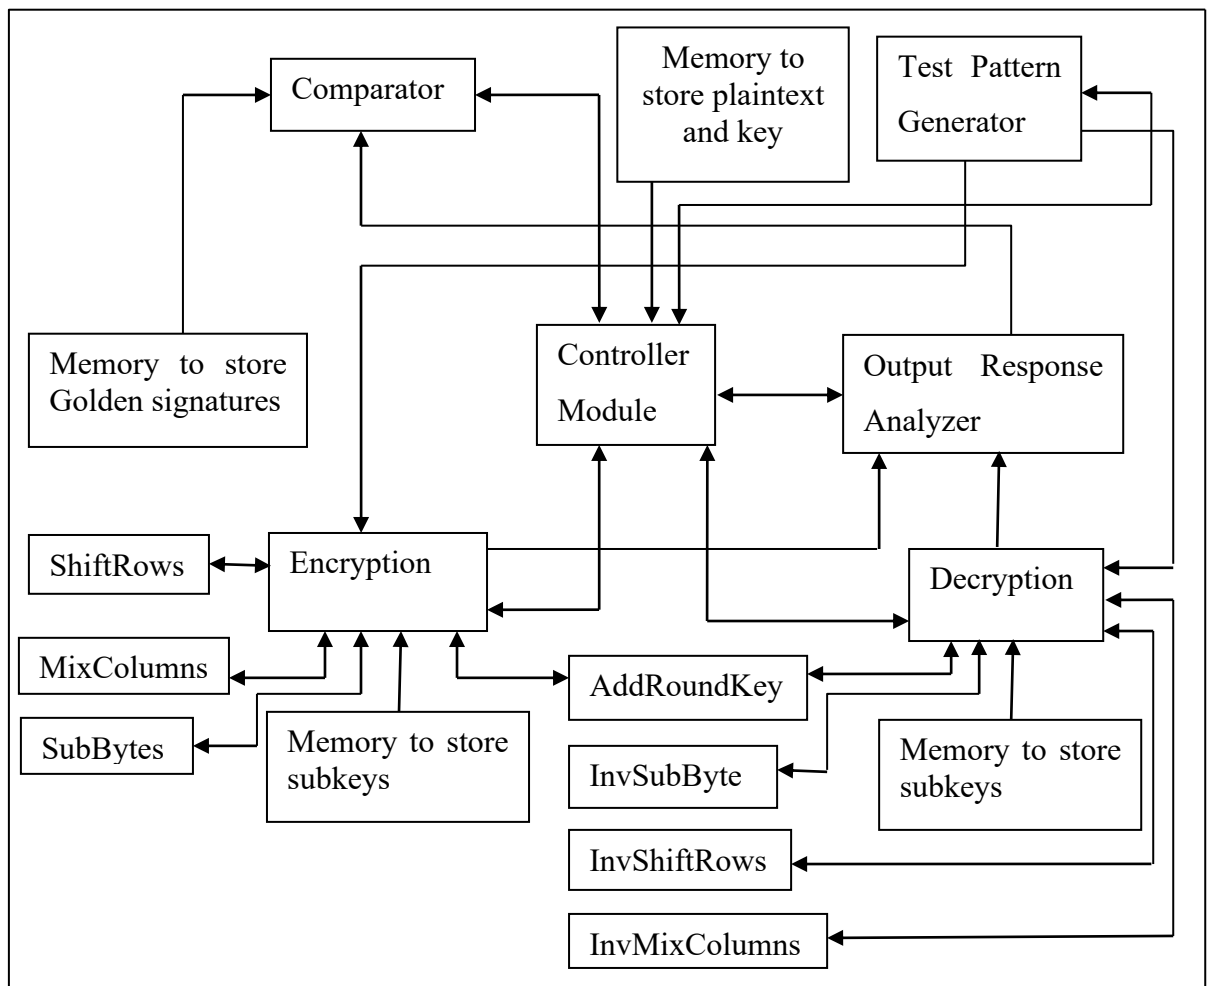 Comparator
Memory to
store plaintext
and key
Test Pattern
Generator
Memory to store
Golden signatures
Controller
Module
Output Response
Analyzer
ShiftRows
Encryption
Decryption
MixColumns
AddRoundKey
SubBytes
Memory to store
subkeys
InvSubByte
Memory to store
subkeys
InvShiftRows
InvMixColumns